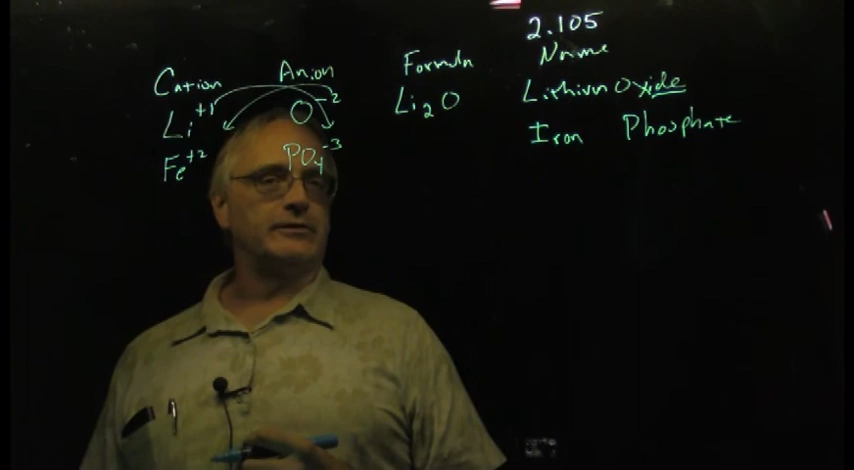 2.105
Cation Anion Formula Name
Li+1 O-2 Li2O Lithium Oxide
Fe+2 PO4-3 Iron Phosphate